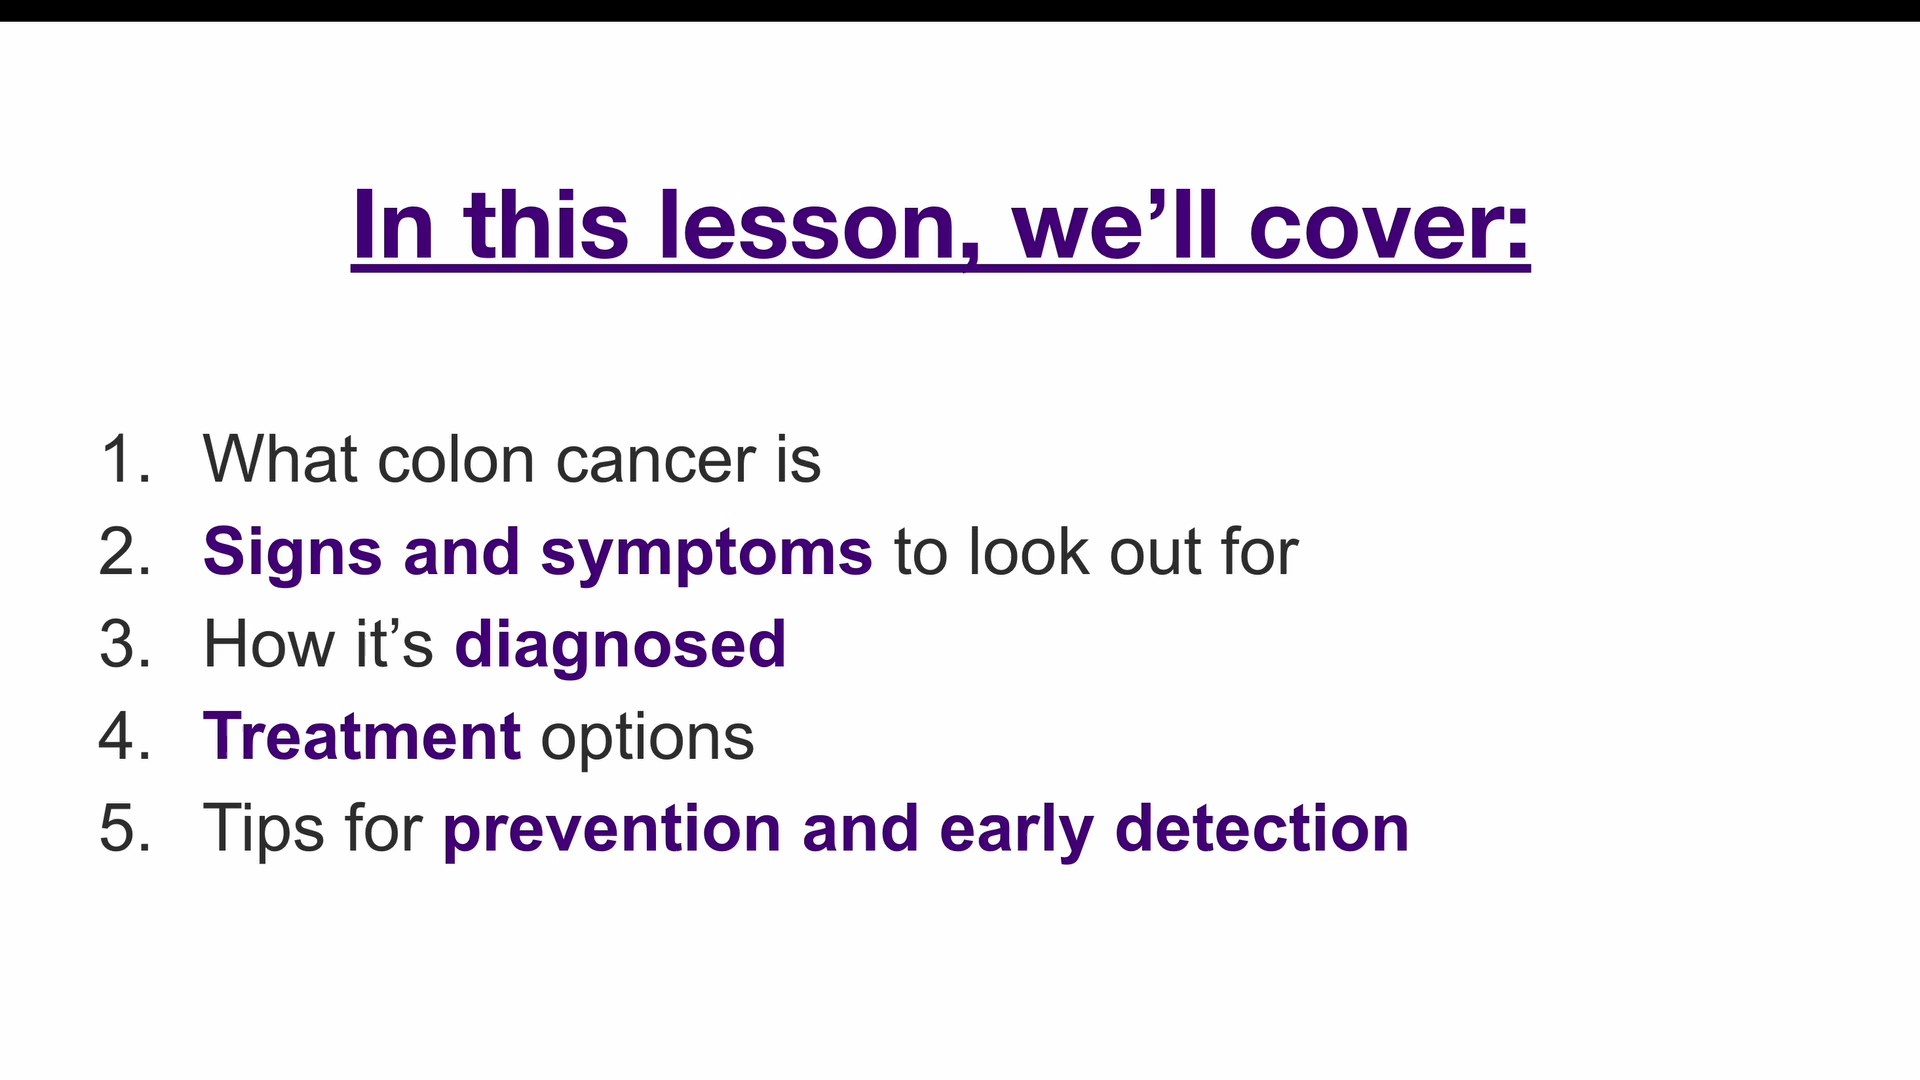 In this lesson, we’ll cover:
1. What colon cancer is
2. Signs and symptoms to look out for
3. How it’s diagnosed
4. Treatment options
5. Tips for prevention and early detection